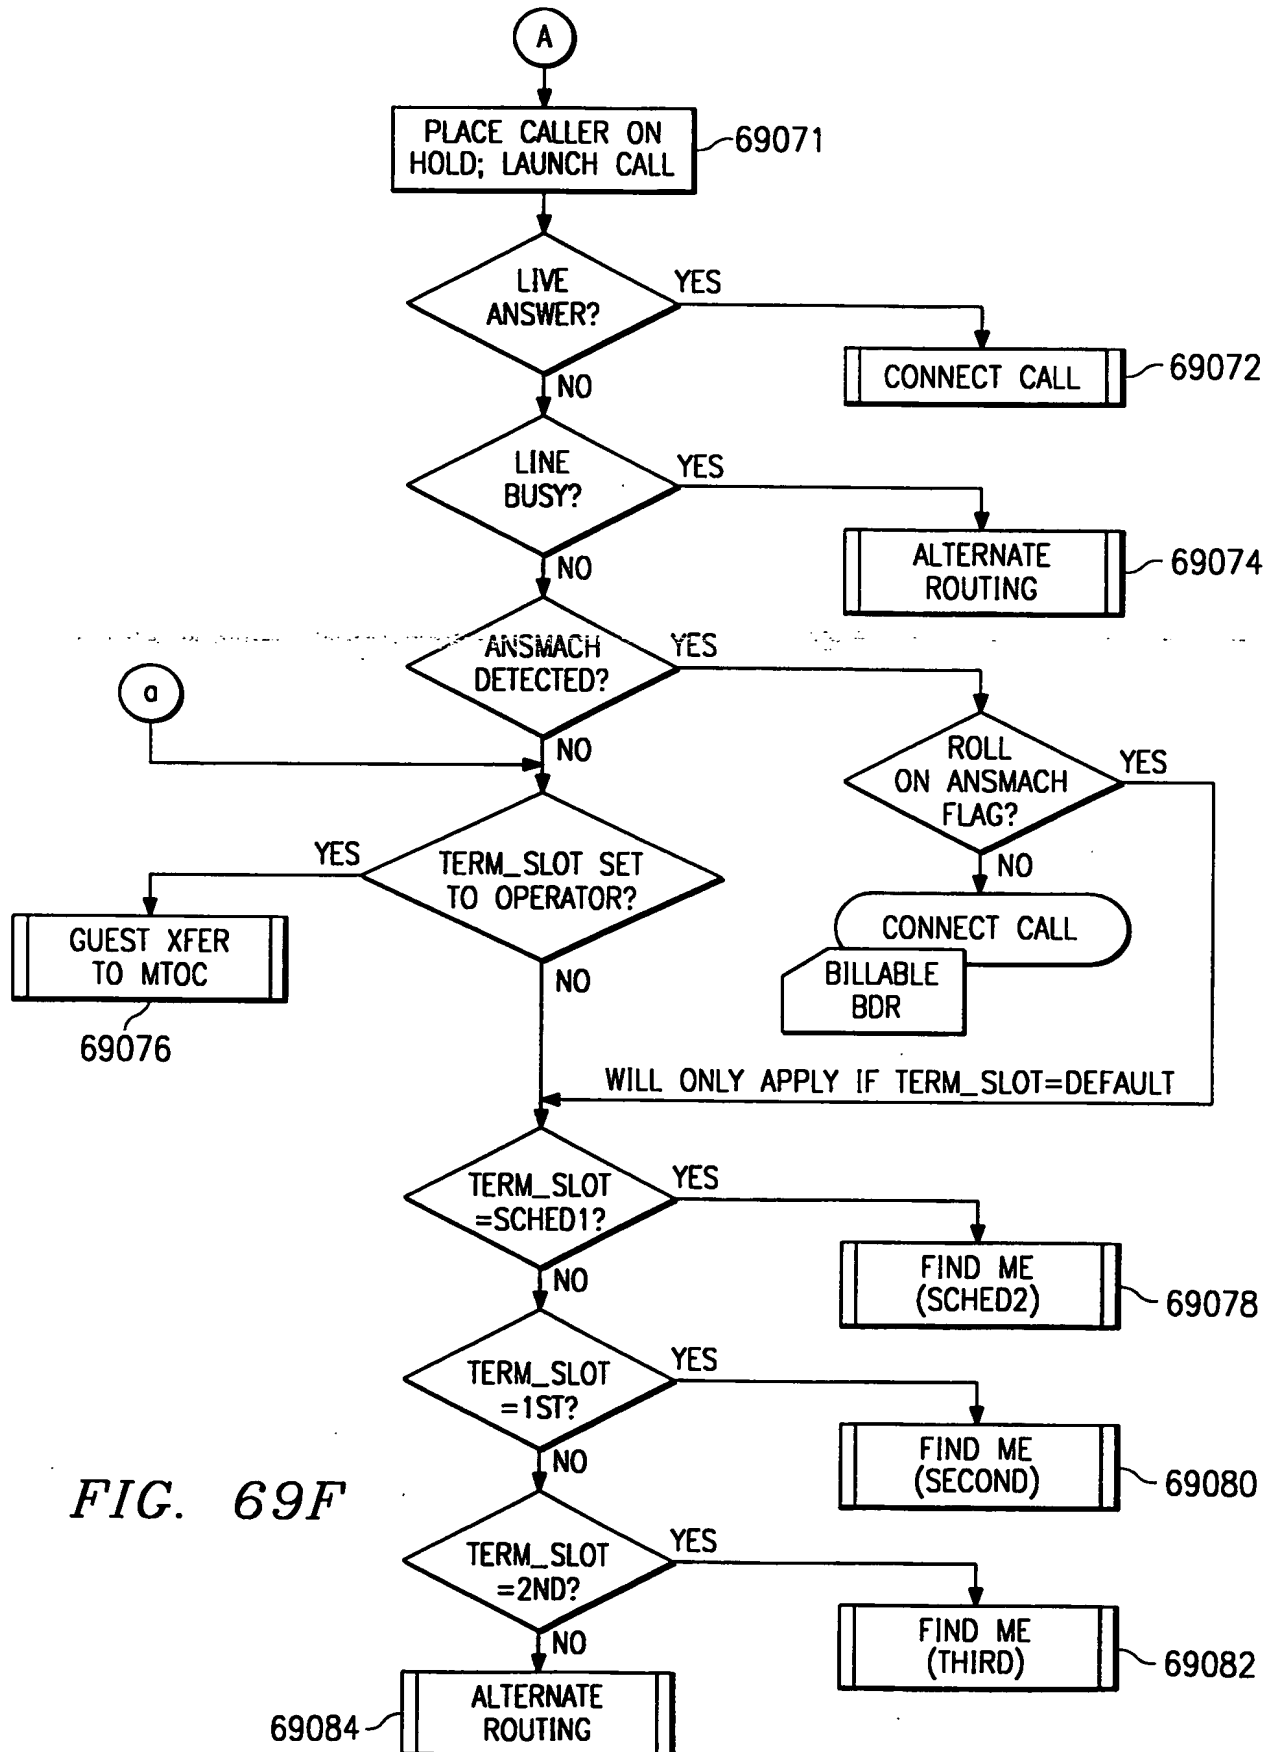 A
PLACE CALLER ON
HOLD; LAUNCH CALL
69071
LIVE
ANSWER?
YES
NO
CONNECT CALL
69072
LINE
BUSY?
YES
NO
ALTERNATE
ROUTING
69074
ANSMACH
DETECTED?
YES
NO
a
ROLL
ON ANSMACH
FLAG?
YES
NO
CONNECT CALL
BILLABLE
BDR
TERM_SLOT SET
TO OPERATOR?
YES
NO
GUEST XFER
TO MTOC
69076
WILL ONLY APPLY IF TERM_SLOT=DEFAULT
TERM_SLOT
=SCHED1?
YES
NO
FIND ME
(SCHED2)
69078
TERM_SLOT
=1ST?
YES
NO
FIND ME
(SECOND)
69080
TERM_SLOT
=2ND?
YES
NO
FIND ME
(THIRD)
69082
ALTERNATE
ROUTING
69084
FIG. 69F